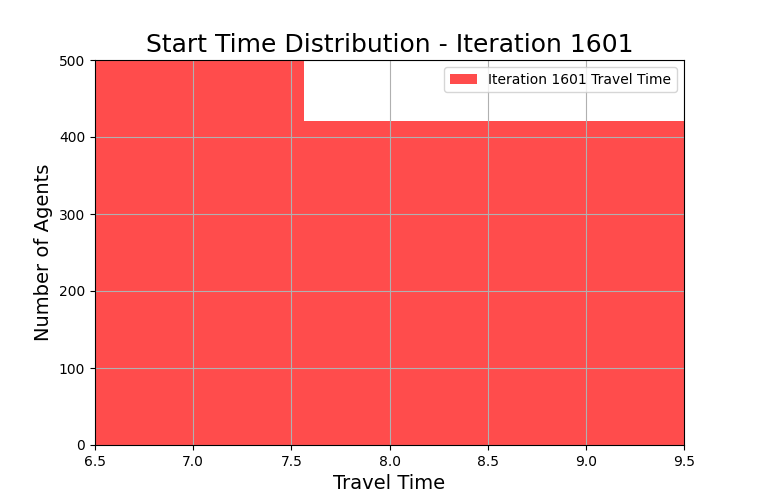 Start Time Distribution - Iteration 1601
500
400
300
200
100
0
Number of Agents
Iteration 1601 Travel Time
6.5 7.0 7.5 8.0 8.5 9.0 9.5
Travel Time